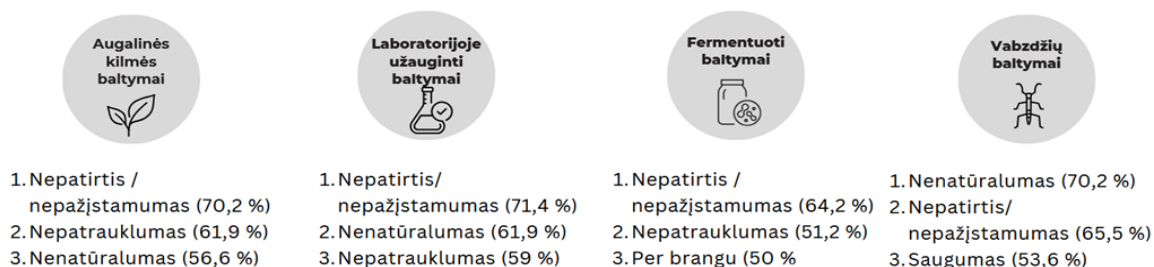 Augalinės
kilmės
baltymai
1. Nepatirtis /
nepažįstamumas (70,2 %)
2. Nepatrauklumas (61,9 %)
3. Nenatūralumas (56,6 %)
Laboratorijoje
užauginti
baltymai
1. Nepatirtis/
nepažįstamumas (71,4 %)
2. Nenatūralumas (61,9 %)
3. Nepatrauklumas (59 %)
Fermentuoti
baltymai
1. Nepatirtis /
nepažįstamumas (64,2 %)
2. Nepatrauklumas (51,2 %)
3. Per brangu (50 %
Vabzdžių
baltymai
1. Nenatūralumas (70,2 %)
2. Nepatirtis/
nepažįstamumas (65,5 %)
3. Saugumas (53,6 %)